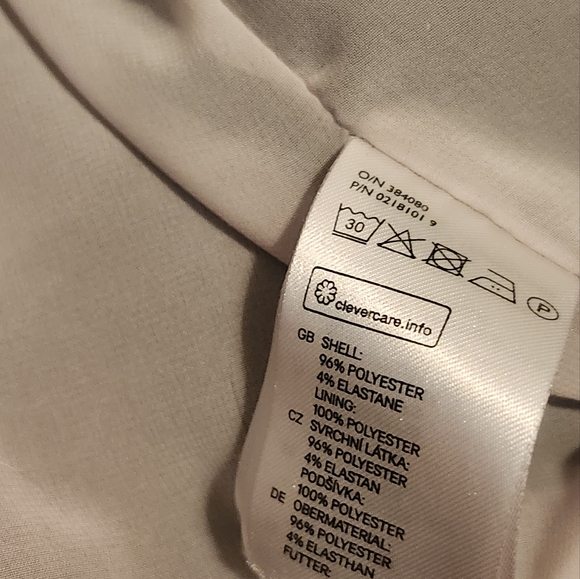 O/N 384080
P/N 0218101 9
30
P
clevercare.info
GB SHELL:
96% POLYESTER
4% ELASTANE
LINING:
100% POLYESTER
CZ SVRCHNÍ LÁTKA:
96% POLYESTER
4% ELASTAN
PODŠÍVKA:
100% POLYESTER
DE OBERMATERIAL:
96% POLYESTER
4% ELASTHAN
FUTTER: